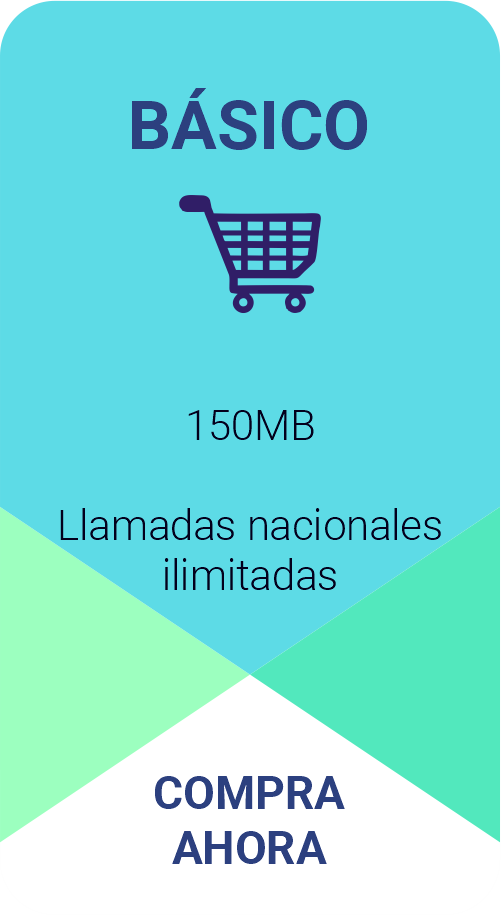 BÁSICO
150MB
Llamadas nacionales
ilimitadas
COMPRA
AHORA